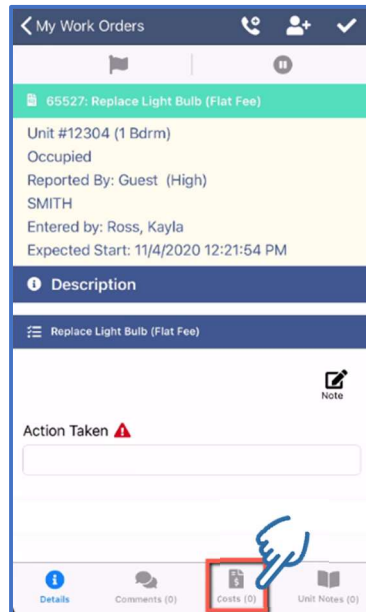 My Work Orders
65527: Replace Light Bulb (Flat Fee)
Unit #12304 (1 Bdrm)
Occupied
Reported By: Guest (High)
SMITH
Entered by: Ross, Kayla
Expected Start: 11/4/2020 12:21:54 PM
Description
Replace Light Bulb (Flat Fee)
Note
Action Taken
Details
Comments (0)
Costs (0)
Unit Notes (0)